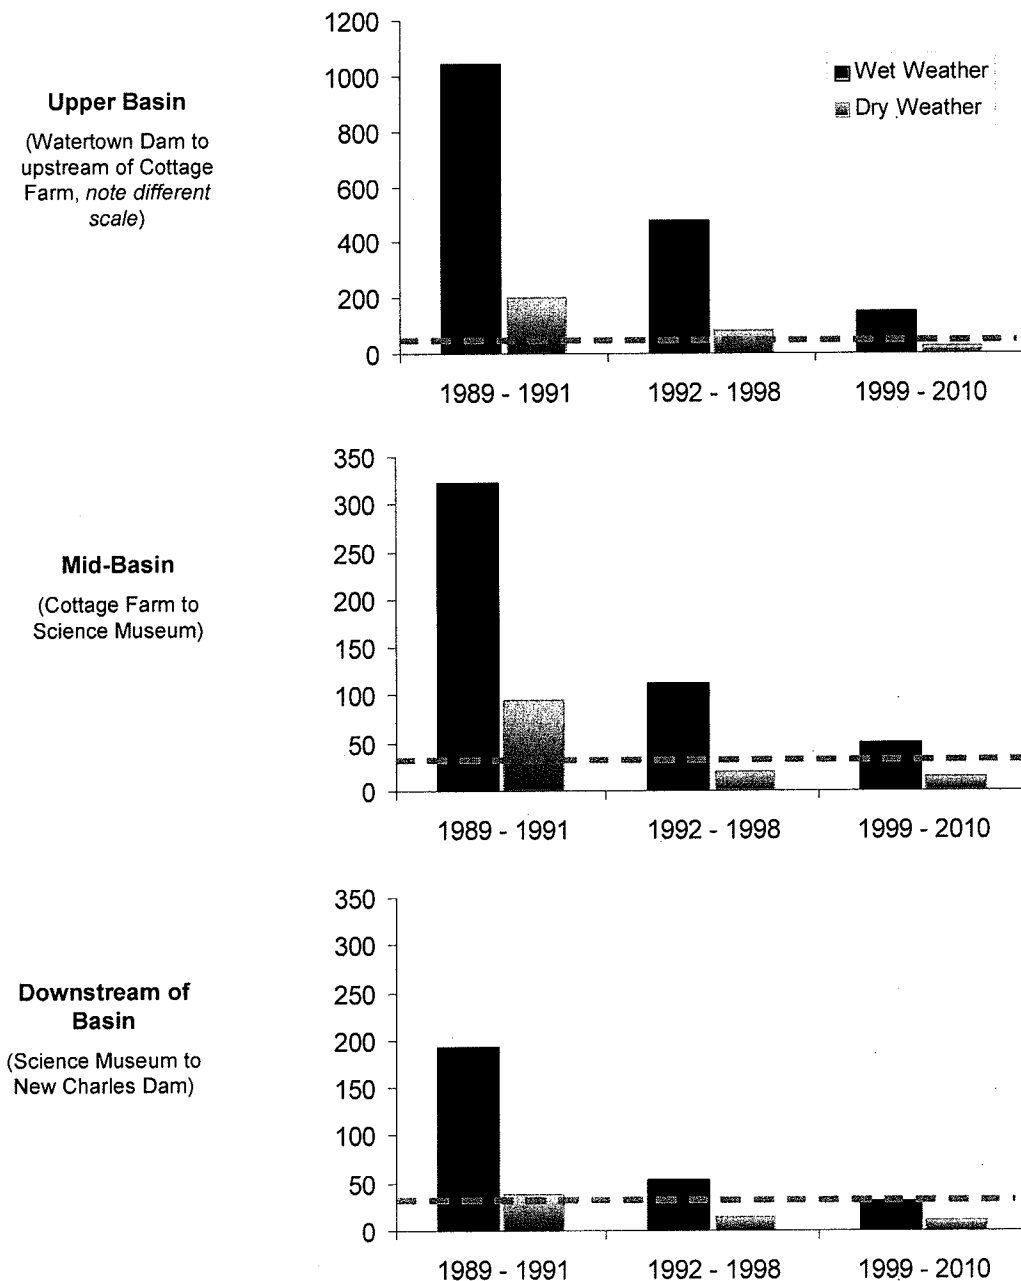 Upper Basin
(Watertown Dam to
upstream of Cottage
Farm, note different
scale)
1200
1000
800
600
400
200
0
Wet Weather
Dry Weather
1989 - 1991
1992 - 1998
1999 - 2010
Mid-Basin
(Cottage Farm to
Science Museum)
350
300
250
200
150
100
50
0
1989 - 1991
1992 - 1998
1999 - 2010
Downstream of
Basin
(Science Museum to
New Charles Dam)
350
300
250
200
150
100
50
0
1989 - 1991
1992 - 1998
1999 - 2010